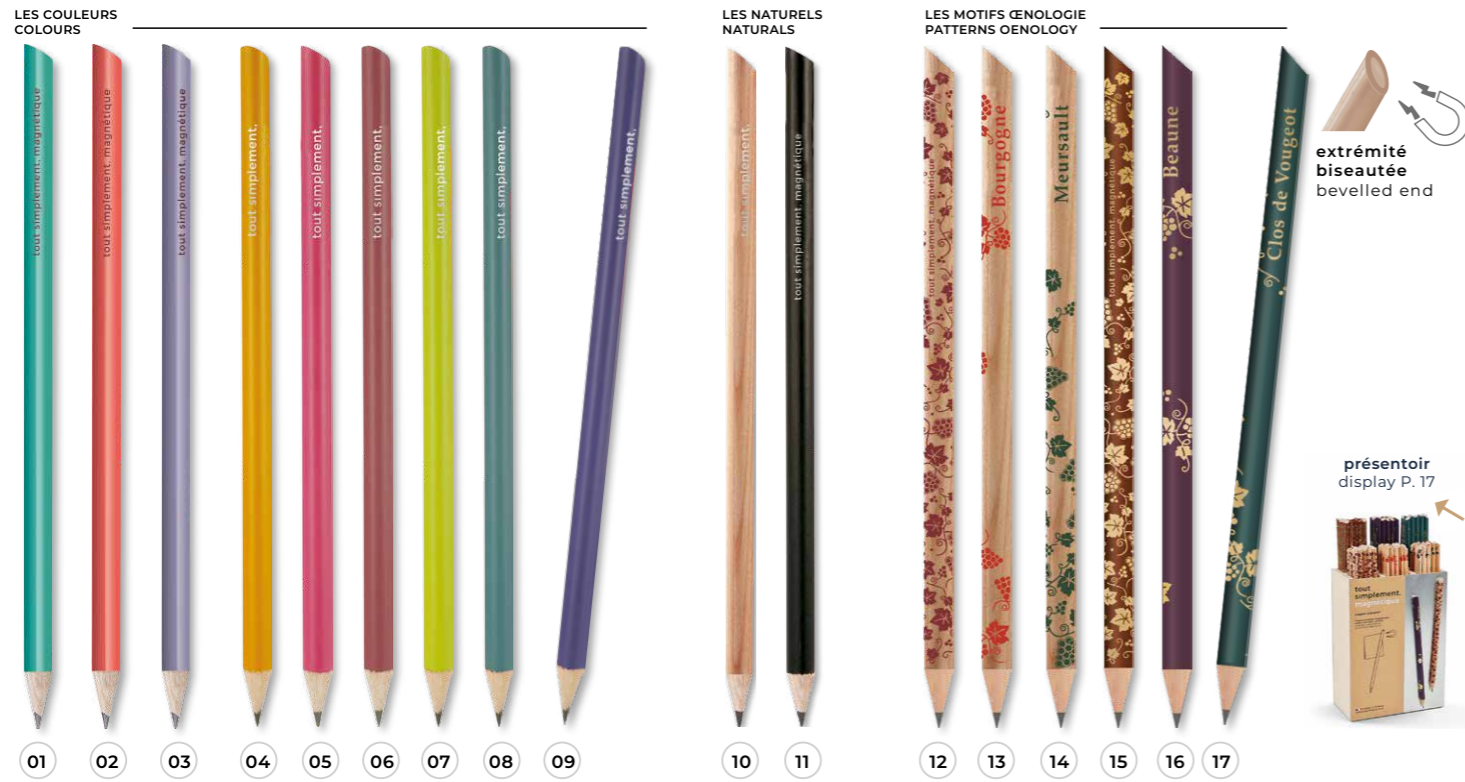 LES COULEURS
COLOURS
LES NATURELS
NATURALS
LES MOTIFS ŒNOLOGIE
PATTERNS OENOLOGY
tout simplement. magnétique
tout simplement. magnétique
tout simplement. magnétique
tout simplement.
tout simplement.
tout simplement.
tout simplement.
tout simplement.
tout simplement.
tout simplement.
tout simplement. magnétique
tout simplement. magnétique
Bourgogne
Meursault
tout simplement. magnétique
Beaune
Clos de Vougeot
extrémité
biseautée
bevelled end
présentoir
display P. 17
tout
simplement.
magnétique
01
02
03
04
05
06
07
08
09
10
11
12
13
14
15
16
17